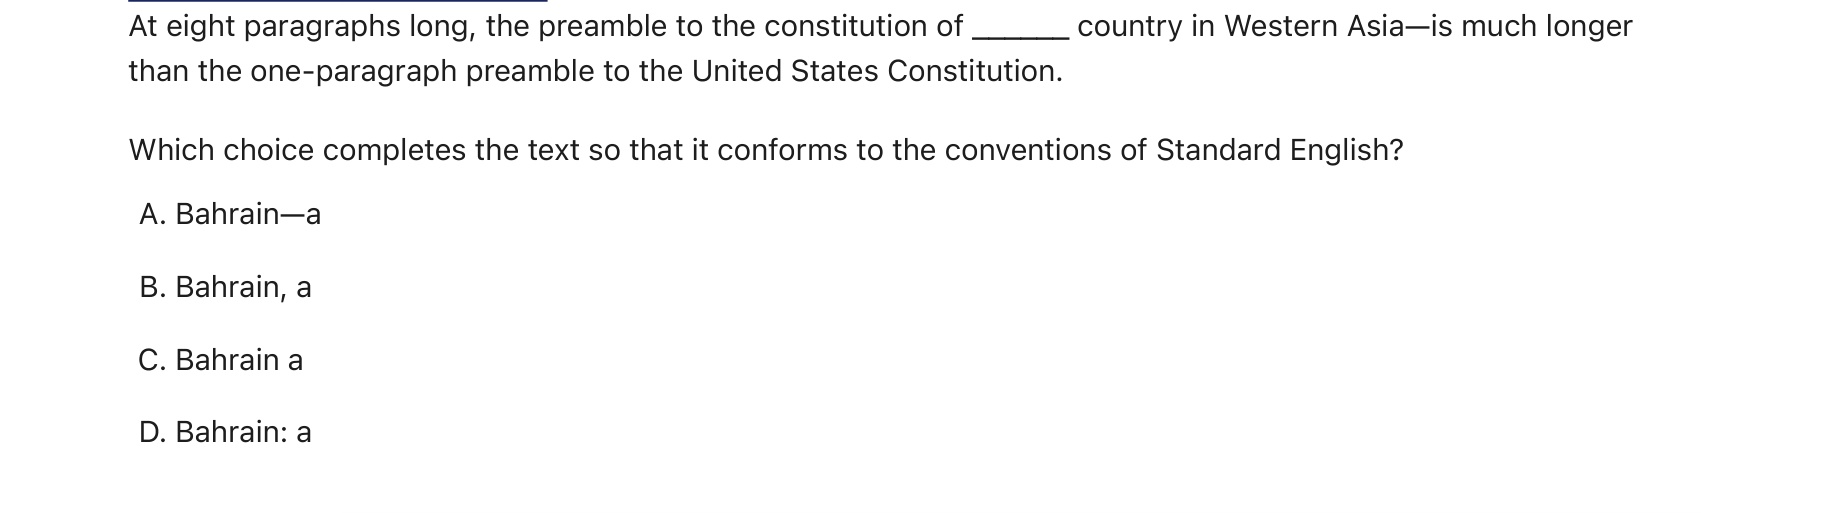 At eight paragraphs long, the preamble to the constitution of ______ country in Western Asia—is much longer
than the one-paragraph preamble to the United States Constitution.
Which choice completes the text so that it conforms to the conventions of Standard English?
A. Bahrain—a
B. Bahrain, a
C. Bahrain a
D. Bahrain: a